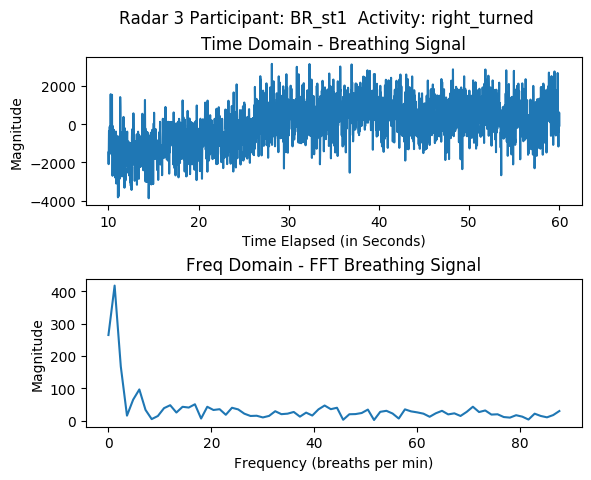 Radar 3 Participant: BR_st1  Activity: right_turned
Time Domain - Breathing Signal
Magnitude
2000
0
−2000
−4000
10 20 30 40 50 60
Time Elapsed (in Seconds)
Freq Domain - FFT Breathing Signal
Magnitude
400
300
200
100
0
0 20 40 60 80
Frequency (breaths per min)